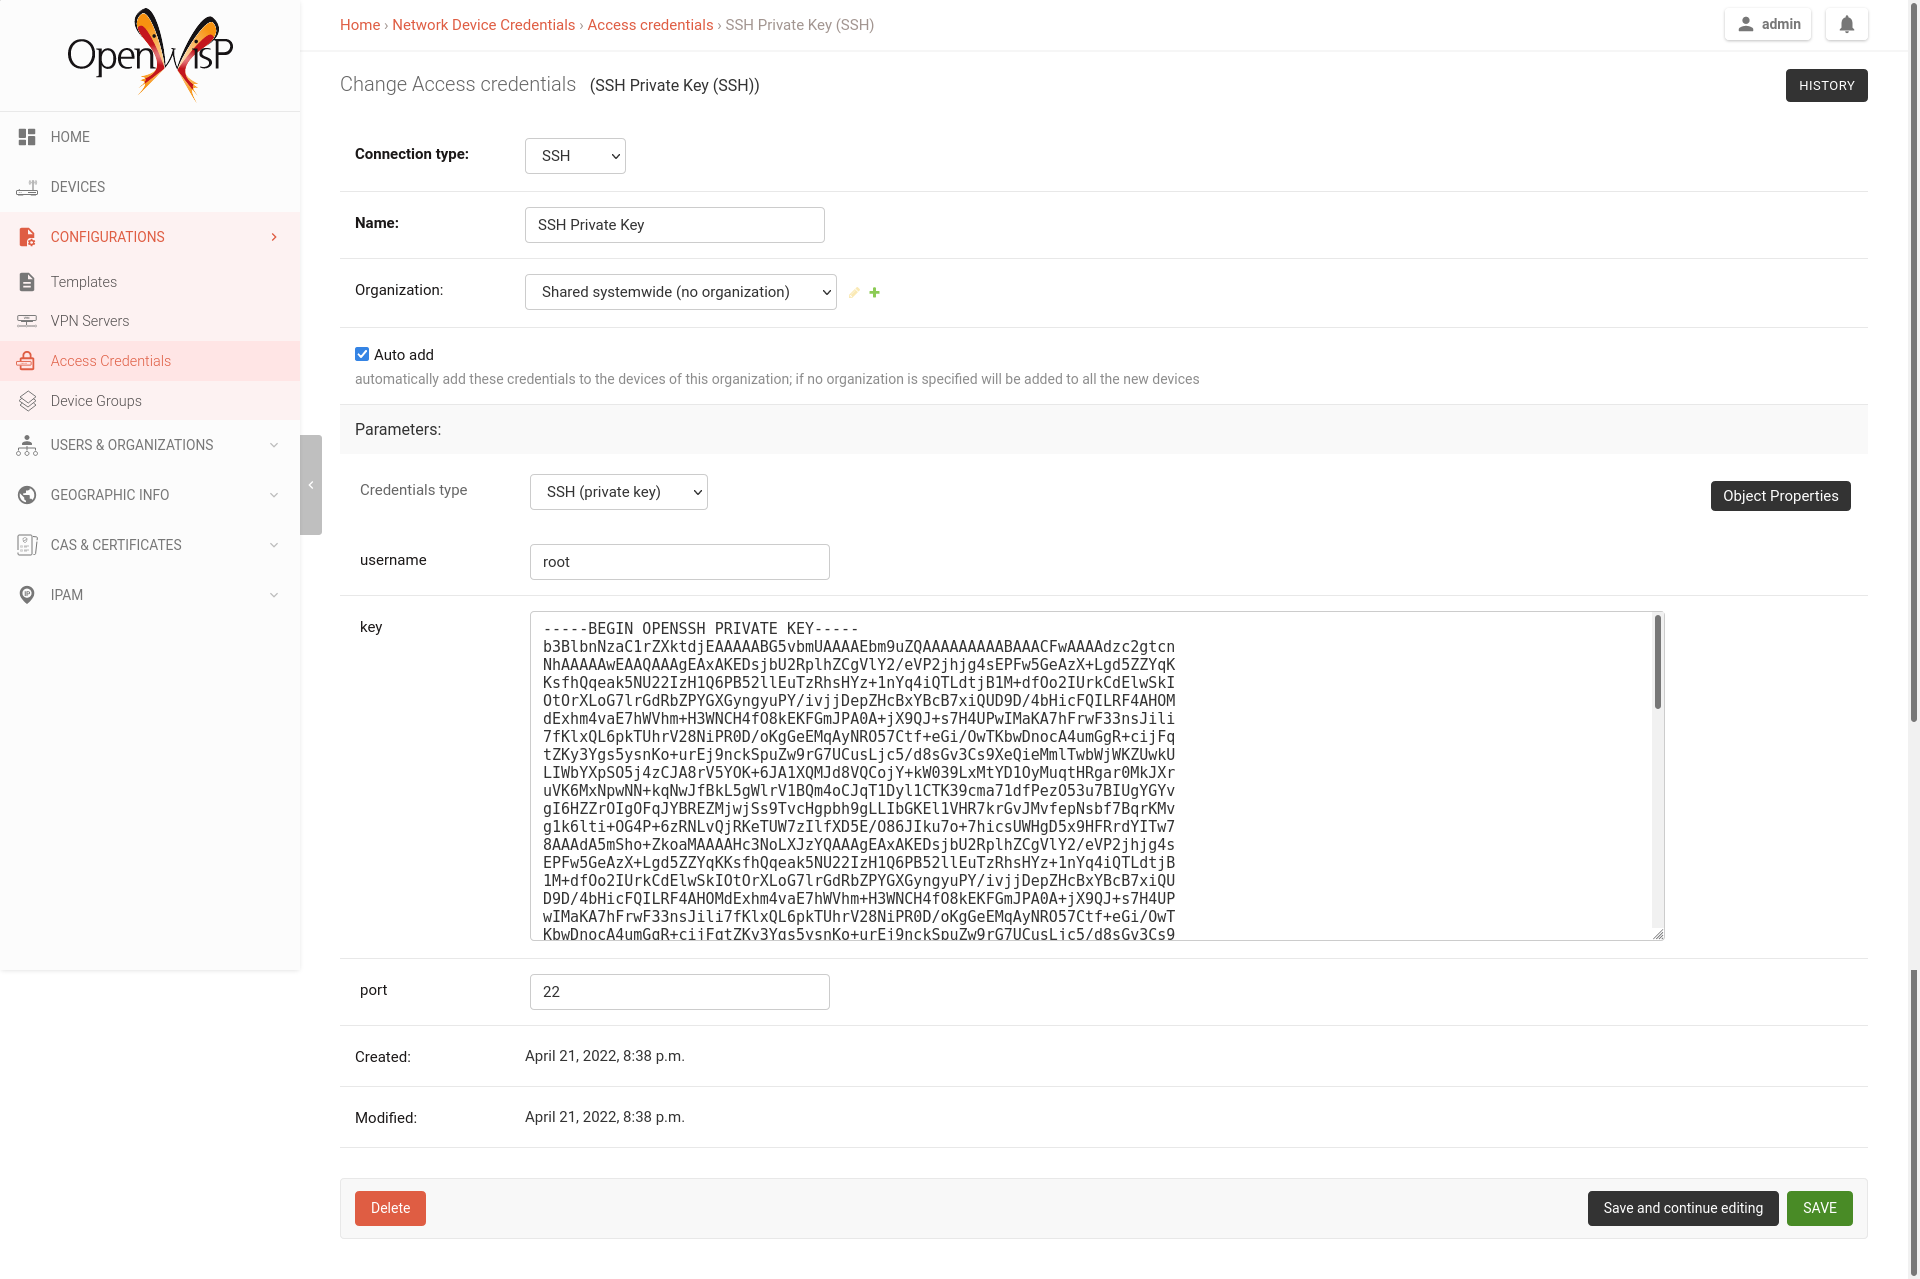 OpenWISP
Home › Network Device Credentials › Access credentials › SSH Private Key (SSH)
admin
Change Access credentials (SSH Private Key (SSH))
HISTORY
HOME
DEVICES
CONFIGURATIONS
Templates
VPN Servers
Access Credentials
Device Groups
USERS & ORGANIZATIONS
GEOGRAPHIC INFO
CAS & CERTIFICATES
IPAM
Connection type: SSH
Name: SSH Private Key
Organization: Shared systemwide (no organization)
Auto add
automatically add these credentials to the devices of this organization; if no organization is specified will be added to all the new devices
Parameters:
Credentials type SSH (private key)
Object Properties
username root
key
-----BEGIN OPENSSH PRIVATE KEY-----
b3BlbnNzaC1rZXktdjEAAAAABG5vbmUAAAAEbm9uZQAAAAAAAAABAAACFwAAAAdzc2gtcn
NhAAAAAwEAAQAAAgEAxAKEDsjbU2RplhZCgVlY2/eVP2jhjg4sEPFw5GeAzX+Lgd5ZZYqK
KsfhQqeak5NU22IzH1Q6PB52llEuTzRhsHYz+1nYq4iQTLdtjB1M+dfOo2IUrkCdElwSkI
OtOrXLoG7lrGdRbZPYGXGyngyuPY/ivjjDepZHcBxYBcB7xiQUD9D/4bHicFQILRF4AHOM
dExhm4vaE7hWVhm+H3WNCH4fO8kEKFGmJPA0A+jX9QJ+s7H4UPwIMaKA7hFrwF33nsJili
7fKlxQL6pkTUhrV28NiPR0D/oKgGeEMqAyNRO57Ctf+eGi/OwTKbwDnocA4umGgR+cijFq
tZKy3Ygs5ysnKo+urEj9nckSpuZw9rG7UCusLjc5/d8sGv3Cs9XeQieMmlTwbWjWKZUwkU
LIWbYXpSO5j4zCJA8rV5YOK+6JA1XQMJd8VQCojY+kW039LxMtYD1OyMuqtHRgar0MkJXr
uVK6MxNpwNN+kqNwJfBkL5gWlrV1BQm4oCJqT1Dyl1CTK39cma71dfPezO53u7BIUgYGYv
gI6HZZrOIgOFqJYBREZMjwjSs9TvcHgpbh9gLLIbGKEl1VHR7krGvJMvfepNsbf7BqrKMv
g1k6lti+OG4P+6zRNLvQjRKeTUW7zIlfXD5E/O86JIku7o+7hicsUWHgD5x9HFRrdYITw7
8AAAdA5mSho+ZkoaMAAAAHc3NoLXJzYQAAAgEAxAKEDsjbU2RplhZCgVlY2/eVP2jhjg4s
EPFw5GeAzX+Lgd5ZZYqKKsfhQqeak5NU22IzH1Q6PB52llEuTzRhsHYz+1nYq4iQTLdtjB
1M+dfOo2IUrkCdElwSkIOtOrXLoG7lrGdRbZPYGXGyngyuPY/ivjjDepZHcBxYBcB7xiQU
D9D/4bHicFQILRF4AHOMdExhm4vaE7hWVhm+H3WNCH4fO8kEKFGmJPA0A+jX9QJ+s7H4UP
wIMaKA7hFrwF33nsJili7fKlxQL6pkTUhrV28NiPR0D/oKgGeEMqAyNRO57Ctf+eGi/OwT
KbwDnocA4umGgR+cijFqtZKy3Ygs5ysnKo+urEj9nckSpuZw9rG7UCusLjc5/d8sGv3Cs9
port 22
Created: April 21, 2022, 8:38 p.m.
Modified: April 21, 2022, 8:38 p.m.
Delete
Save and continue editing
SAVE